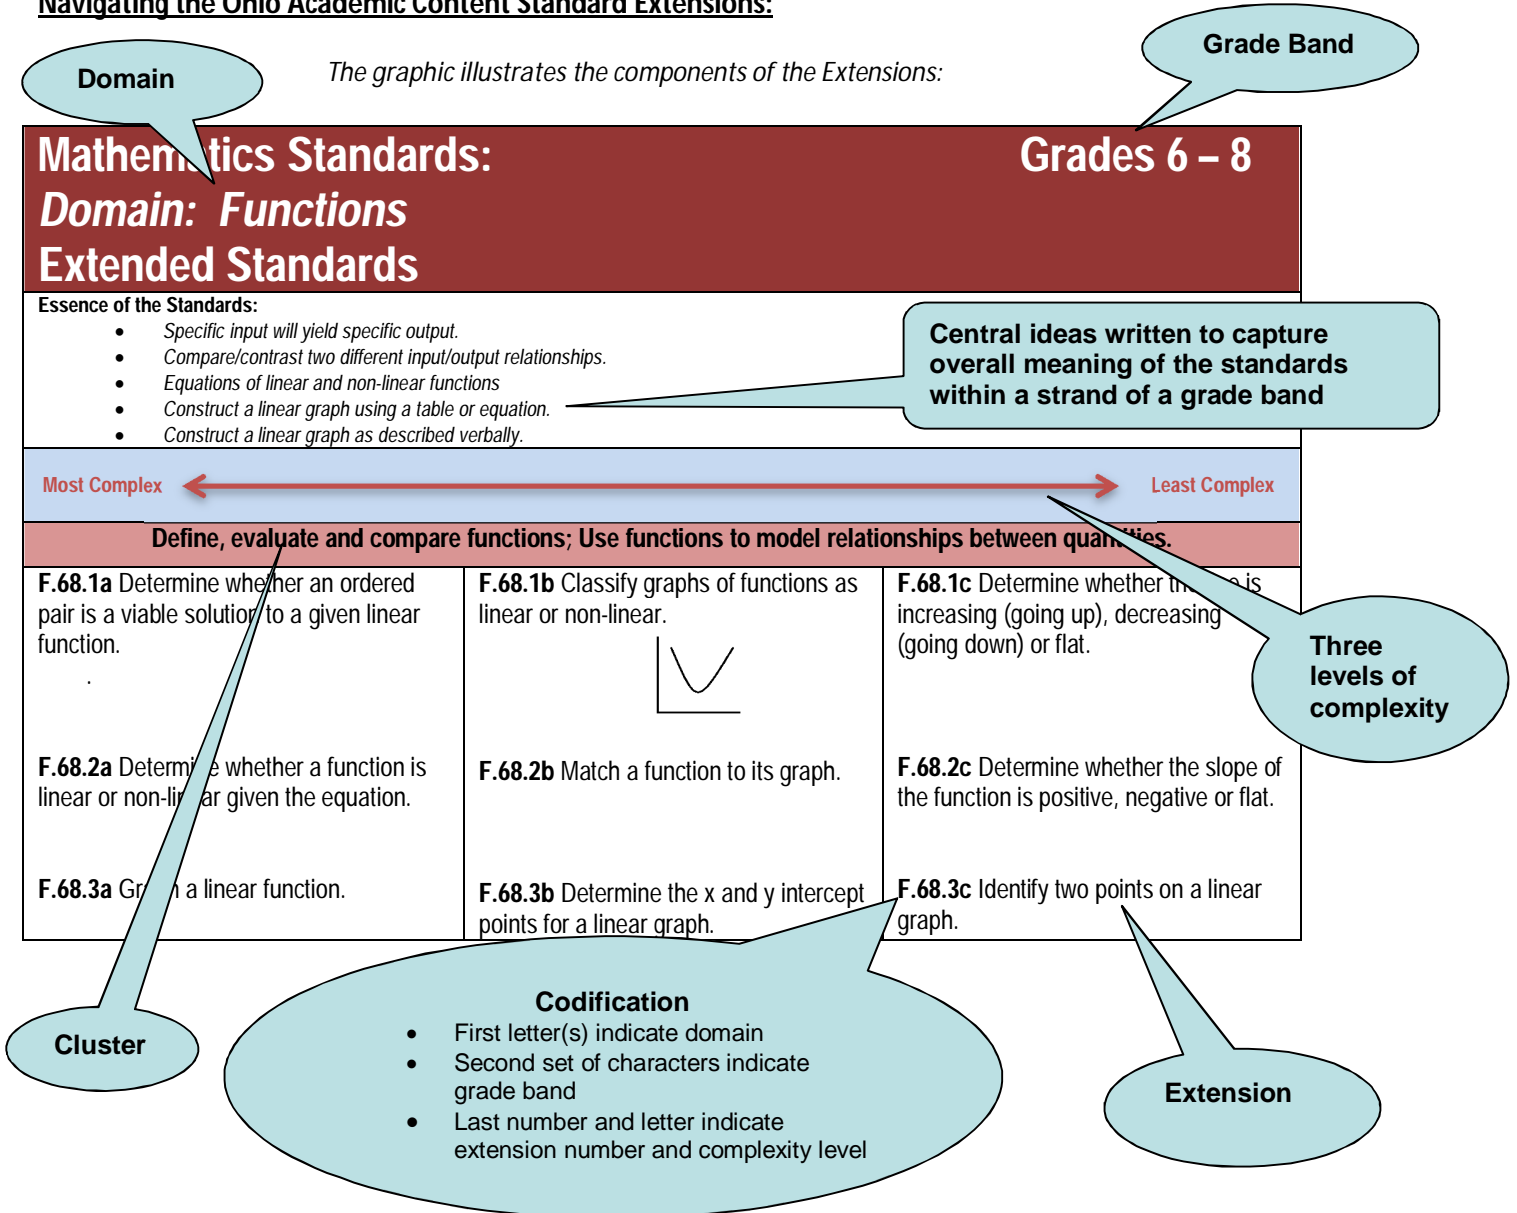 Navigating the Ohio Academic Content Standard Extensions:
Grade Band
Domain
The graphic illustrates the components of the Extensions:
Mathematics Standards:
Grades 6 – 8
Domain: Functions
Extended Standards
Essence of the Standards:
• Specific input will yield specific output.
• Compare/contrast two different input/output relationships.
• Equations of linear and non-linear functions
• Construct a linear graph using a table or equation.
• Construct a linear graph as described verbally.
Central ideas written to capture
overall meaning of the standards
within a strand of a grade band
Most Complex
Least Complex
Define, evaluate and compare functions; Use functions to model relationships between quantities.
F.68.1a Determine whether an ordered
pair is a viable solution to a given linear
function.
.
F.68.2a Determine whether a function is
linear or non-linear given the equation.
F.68.3a Graph a linear function.
F.68.1b Classify graphs of functions as
linear or non-linear.
F.68.2b Match a function to its graph.
F.68.3b Determine the x and y intercept
points for a linear graph.
F.68.1c Determine whether the line is
increasing (going up), decreasing
(going down) or flat.
F.68.2c Determine whether the slope of
the function is positive, negative or flat.
F.68.3c Identify two points on a linear
graph.
Three
levels of
complexity
Cluster
Codification
• First letter(s) indicate domain
• Second set of characters indicate
grade band
• Last number and letter indicate
extension number and complexity level
Extension